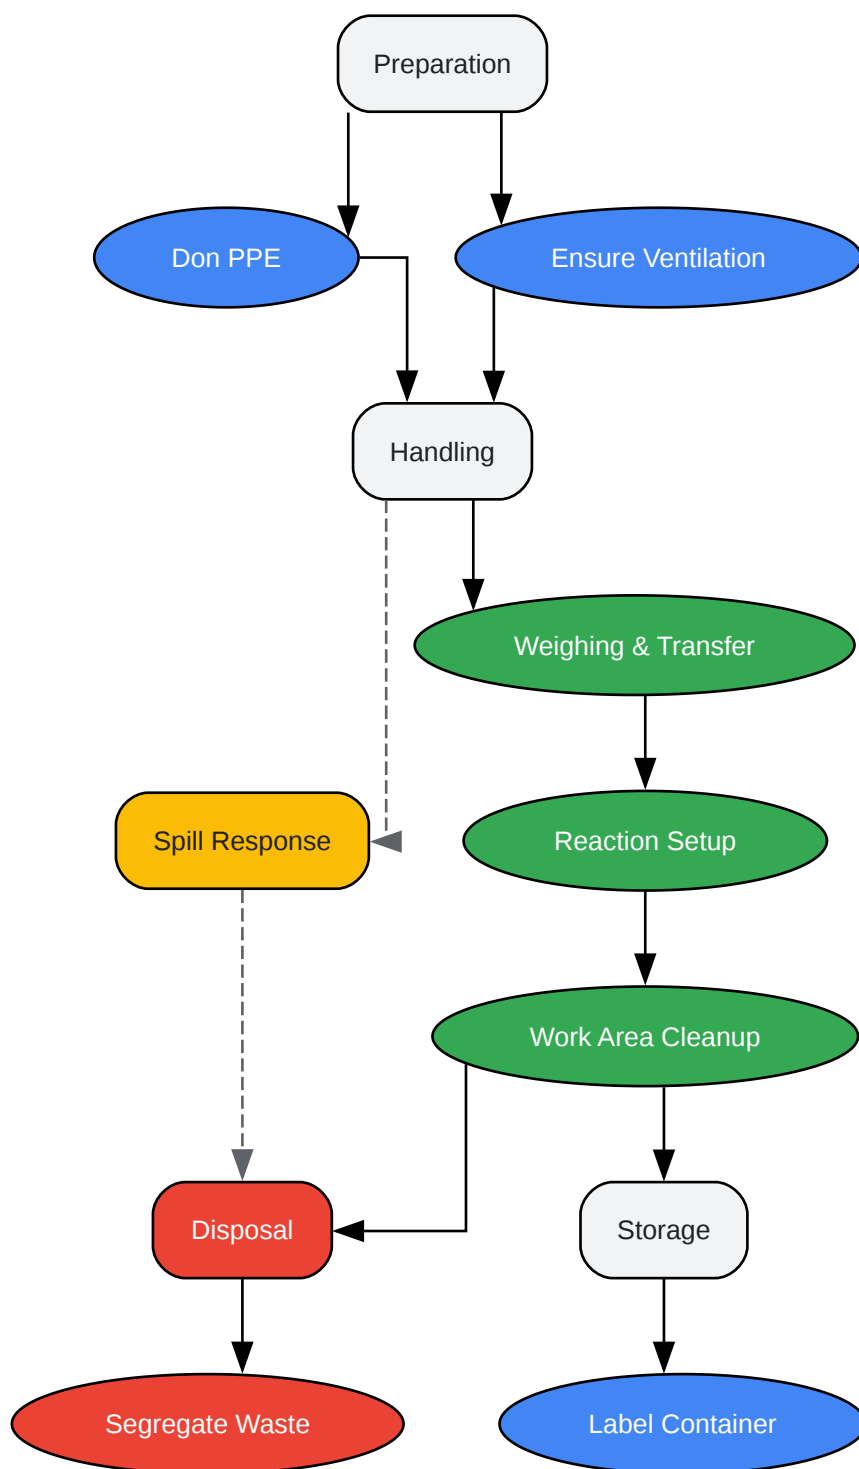 Preparation
Don PPE
Ensure Ventilation
Handling
Weighing & Transfer
Spill Response
Reaction Setup
Work Area Cleanup
Disposal
Storage
Segregate Waste
Label Container